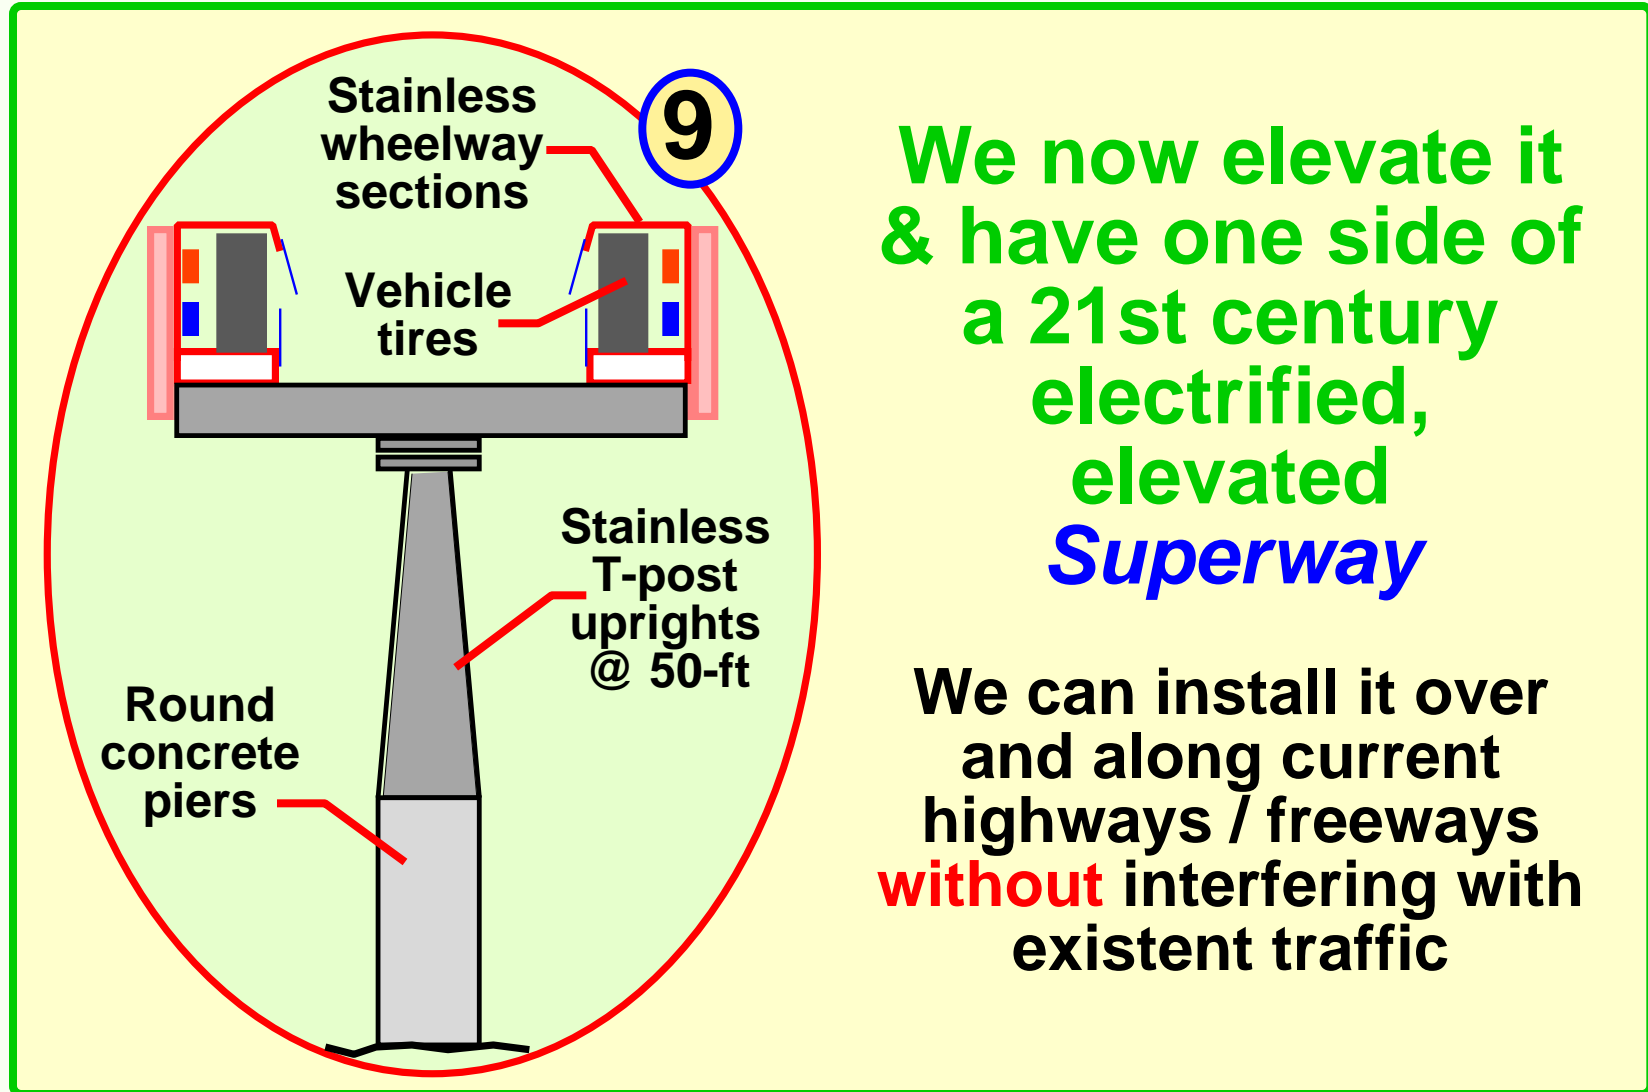 Stainless
wheelway
sections
9
Vehicle
tires
Stainless
T-post
uprights
@ 50-ft
Round
concrete
piers
We now elevate it
& have one side of
a 21st century
electrified,
elevated
Superway
We can install it over
and along current
highways / freeways
without interfering with
existent traffic